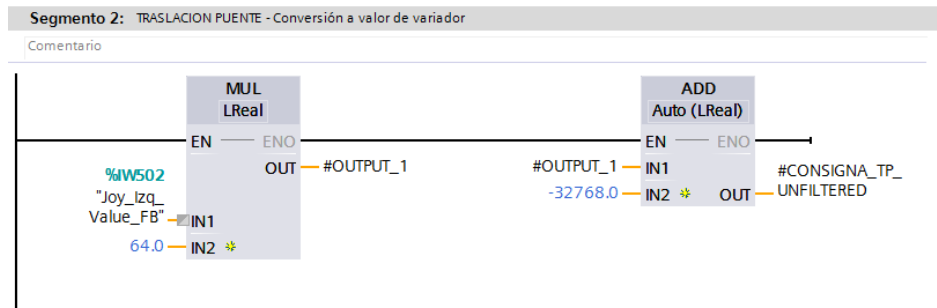 Segmento 2: TRASLACION PUENTE - Conversión a valor de variador
Comentario
MUL
LReal
EN ENO
%IW502
"Joy_Izq_
Value_FB" IN1
64.0 IN2
OUT #OUTPUT_1
ADD
Auto (LReal)
EN ENO
#OUTPUT_1 IN1
-32768.0 IN2
OUT #CONSIGNA_TP_
UNFILTERED